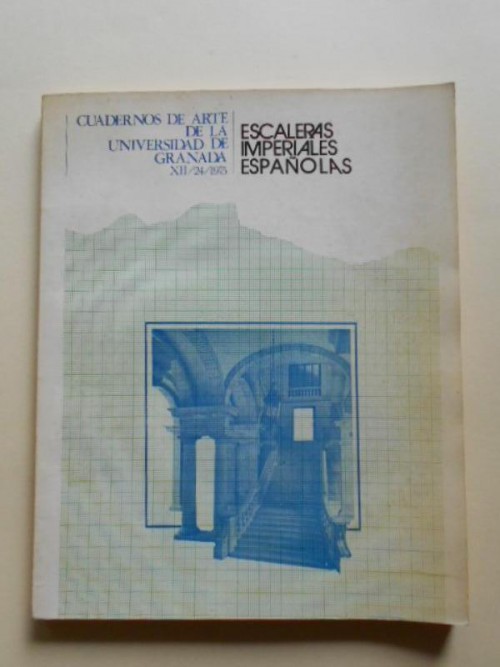 CUADERNOS DE ARTE
DE LA
UNIVERSIDAD DE
GRANADA
XII/24/1975
ESCALERAS
IMPERIALES
ESPAÑOLAS